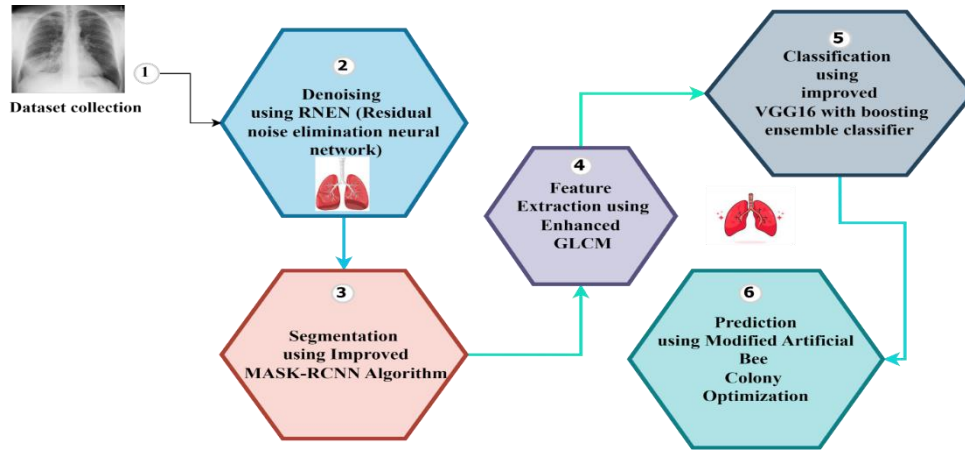 1
Dataset collection
2
Denoising
using RNEN (Residual
noise elimination neural
network)
3
Segmentation
using Improved
MASK-RCNN Algorithm
4
Feature
Extraction using
Enhanced
GLCM
5
Classification
using
improved
VGG16 with boosting
ensemble classifier
6
Prediction
using Modified Artificial
Bee
Colony
Optimization